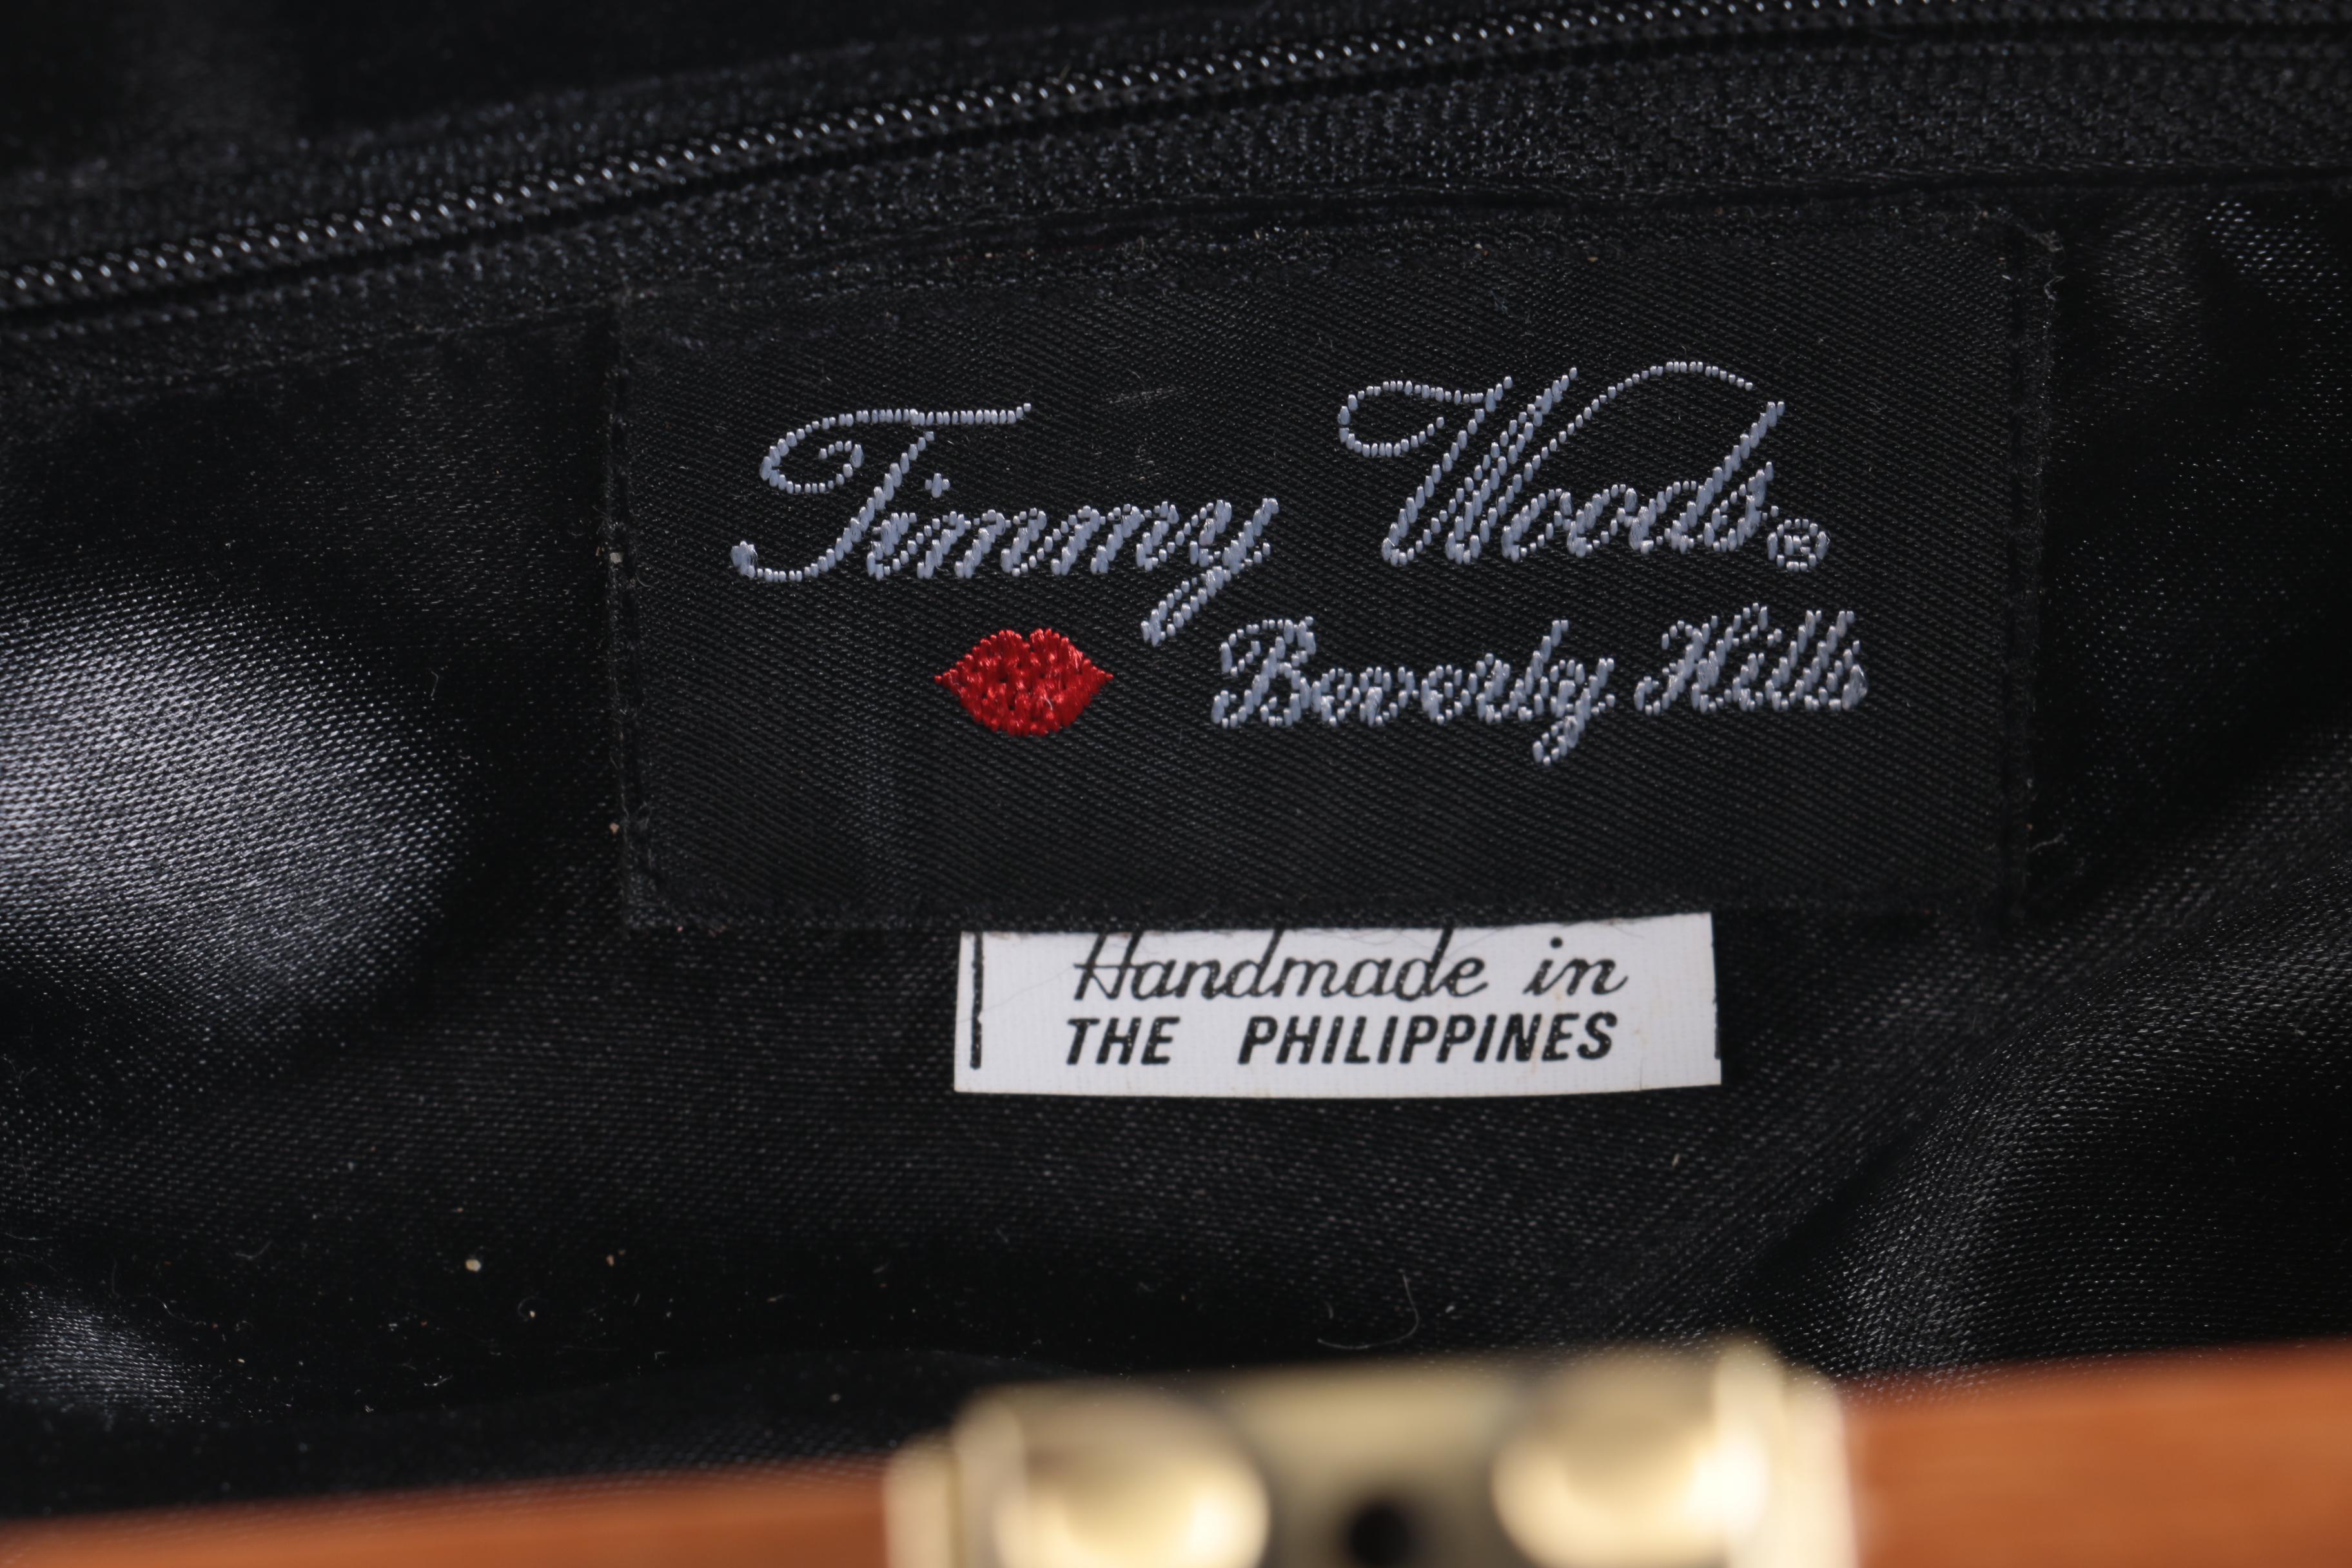 Timmy Woods®
Beverly Hills
Handmade in
THE PHILIPPINES